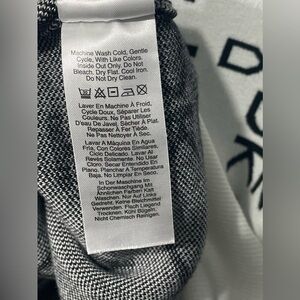 Machine Wash Cold, Gentle
Cycle, With Like Colors
Inside Out Only. Do Not
Bleach. Dry Flat. Cool Iron.
Do Not Dry Clean.
Laver En Machine À Froid,
Cycle Doux, Séparer Les
Couleurs. Ne Pas Utiliser
D'eau De Javel, Sécher À Plat.
Repasser À Fer Tiède.
Ne Pas Nettoyer À Sec.
Lavar A Máquina En Agua
Fria, Con Colores Similares,
Ciclo Delicado. Lavar Al
Revés Solamente. No Usar
Cloro. Secar En Forma
Plano. Planchar A Temperatura
Baja. No Limpiar En Seco.
In Der Maschine Im
Schonwaschgang Mit
Ähnlichen Farben Kalt
Waschen. Nur Auf Links
Gedreht. Keine Bleichmittel
Verwenden. Flach Liegend
Trocknen. Kühl Bügeln.
Nicht Chemisch Reinigen.
D